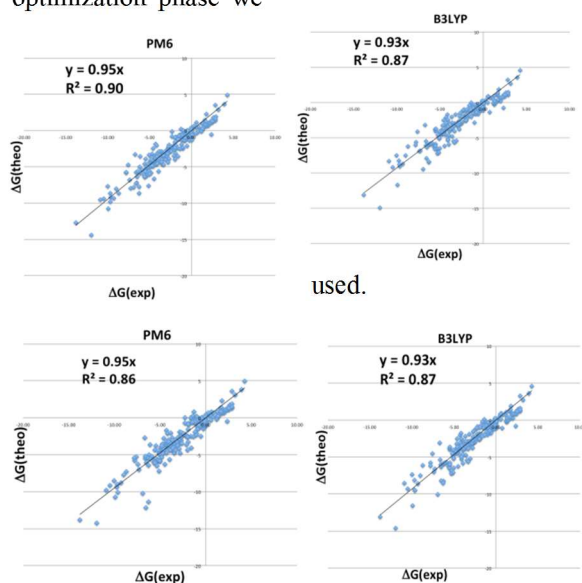 optimization phase we
PM6
y = 0.95x
R² = 0.90
ΔG(theo)
ΔG(exp)
B3LYP
y = 0.93x
R² = 0.87
ΔG(theo)
ΔG(exp)
used.
PM6
y = 0.95x
R² = 0.86
ΔG(theo)
ΔG(exp)
B3LYP
y = 0.93x
R² = 0.87
ΔG(theo)
ΔG(exp)